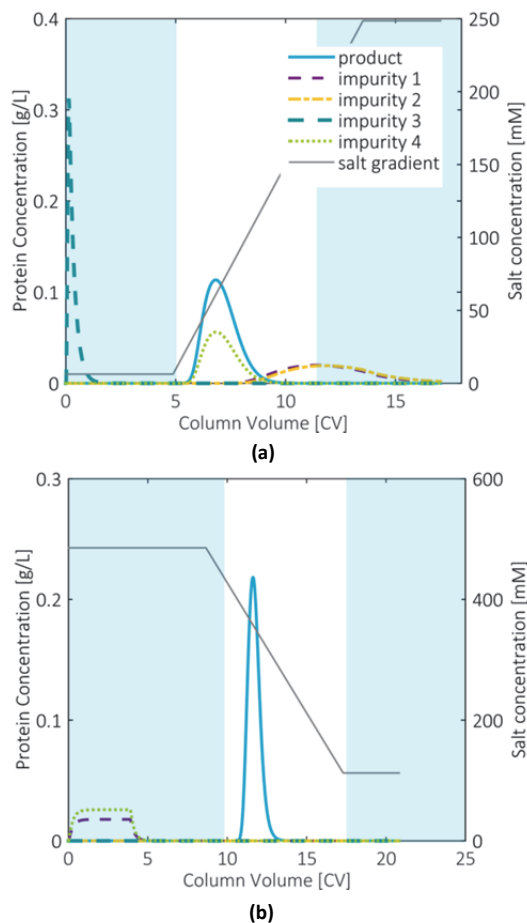 0.4
0.3
0.2
0.1
0
Protein Concentration [g/L]
250
200
150
100
50
0
Salt concentration [mM]
product
impurity 1
impurity 2
impurity 3
impurity 4
salt gradient
0 5 10 15
Column Volume [CV]
(a)
0.3
0.2
0.1
0
Protein Concentration [g/L]
600
400
200
0
Salt concentration [mM]
0 5 10 15 20 25
Column Volume [CV]
(b)